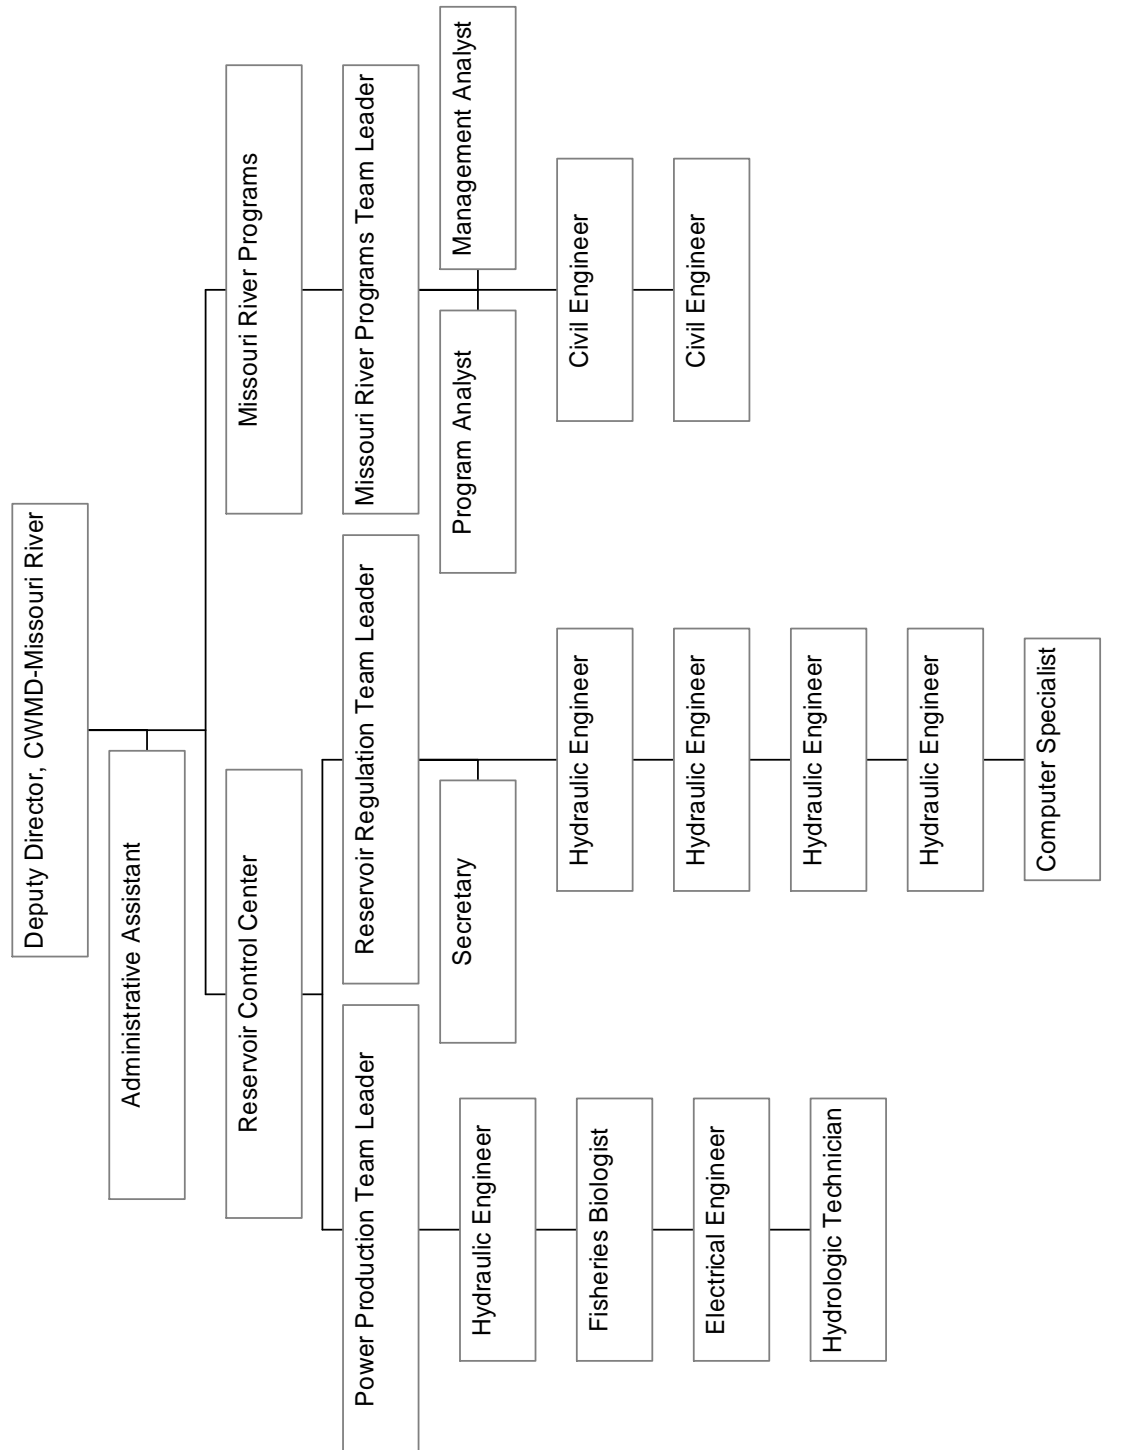 Deputy Director, CWMD-Missouri River
Administrative Assistant
Reservoir Control Center
Missouri River Programs
Power Production Team Leader
Reservoir Regulation Team Leader
Missouri River Programs Team Leader
Hydraulic Engineer
Fisheries Biologist
Electrical Engineer
Hydrologic Technician
Secretary
Hydraulic Engineer
Hydraulic Engineer
Hydraulic Engineer
Hydraulic Engineer
Computer Specialist
Program Analyst
Management Analyst
Civil Engineer
Civil Engineer